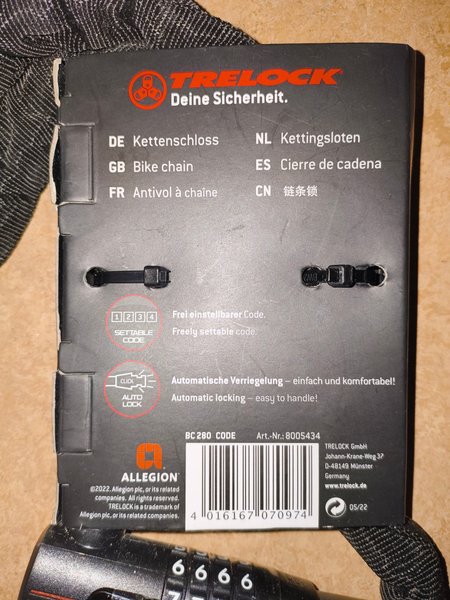 TRELOCK
Deine Sicherheit.
DE Kettenschloss
GB Bike chain
FR Antivol à chaîne
NL Kettingsloten
ES Cierre de cadena
CN 链条锁
1 2 3 4
SETTABLE
CODE
Frei einstellbarer Code.
Freely settable code.
CLICK
AUTO
LOCK
Automatische Verriegelung – einfach und komfortabel!
Automatic locking – easy to handle!
ALLEGION
©2022. Allegion plc, or its related
companies. All rights reserved.
TRELOCK is a trademark of
Allegion plc, or its related
companies.
BC 280 CODE Art.-Nr.: 8005434
4 016167 070974
TRELOCK GmbH
Johann-Krane-Weg 37
D-48149 Münster
Germany
www.trelock.de
05/22
6 6 6 6